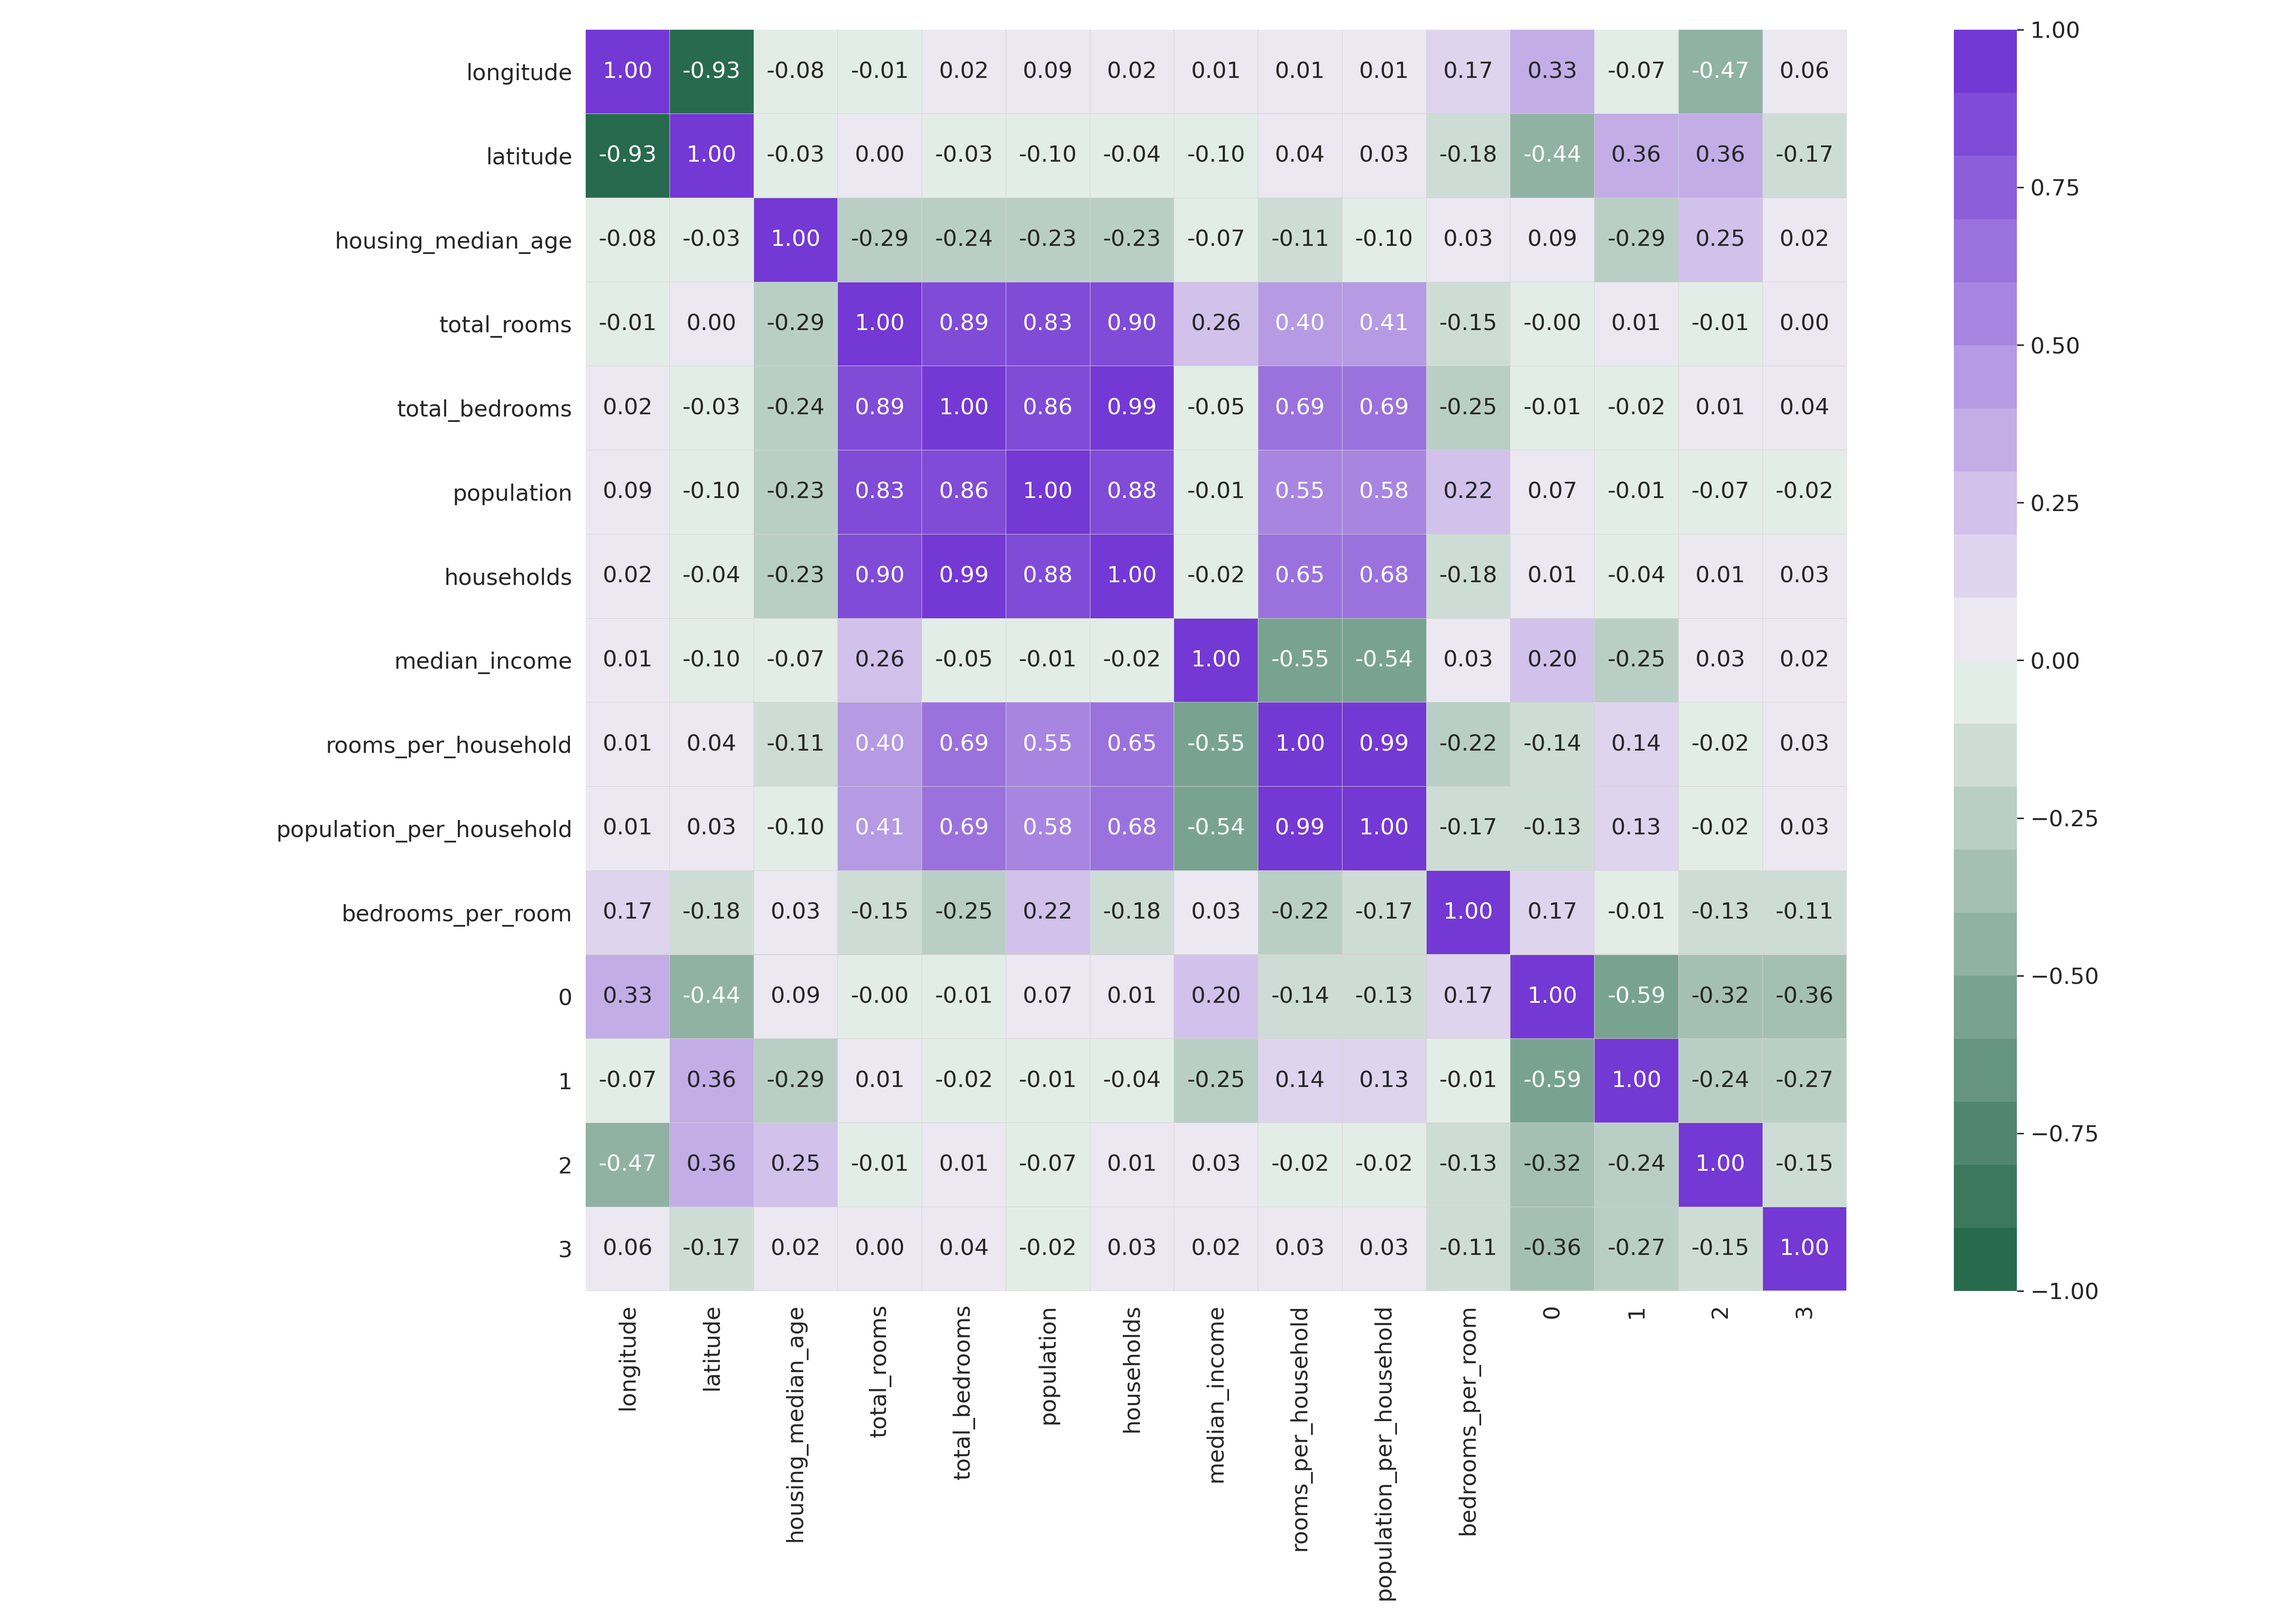 longitude 1.00 -0.93 -0.08 -0.01 0.02 0.09 0.02 0.01 0.01 0.01 0.17 0.33 -0.07 -0.47 0.06
latitude -0.93 1.00 -0.03 0.00 -0.03 -0.10 -0.04 -0.10 0.04 0.03 -0.18 -0.44 0.36 0.36 -0.17
housing_median_age -0.08 -0.03 1.00 -0.29 -0.24 -0.23 -0.23 -0.07 -0.11 -0.10 0.03 0.09 -0.29 0.25 0.02
total_rooms -0.01 0.00 -0.29 1.00 0.89 0.83 0.90 0.26 0.40 0.41 -0.15 -0.00 0.01 -0.01 0.00
total_bedrooms 0.02 -0.03 -0.24 0.89 1.00 0.86 0.99 -0.05 0.69 0.69 -0.25 -0.01 -0.02 0.01 0.04
population 0.09 -0.10 -0.23 0.83 0.86 1.00 0.88 -0.01 0.55 0.58 0.22 0.07 -0.01 -0.07 -0.02
households 0.02 -0.04 -0.23 0.90 0.99 0.88 1.00 -0.02 0.65 0.68 -0.18 0.01 -0.04 0.01 0.03
median_income 0.01 -0.10 -0.07 0.26 -0.05 -0.01 -0.02 1.00 -0.55 -0.54 0.03 0.20 -0.25 0.03 0.02
rooms_per_household 0.01 0.04 -0.11 0.40 0.69 0.55 0.65 -0.55 1.00 0.99 -0.22 -0.14 0.14 -0.02 0.03
population_per_household 0.01 0.03 -0.10 0.41 0.69 0.58 0.68 -0.54 0.99 1.00 -0.17 -0.13 0.13 -0.02 0.03
bedrooms_per_room 0.17 -0.18 0.03 -0.15 -0.25 0.22 -0.18 0.03 -0.22 -0.17 1.00 0.17 -0.01 -0.13 -0.11
0 0.33 -0.44 0.09 -0.00 -0.01 0.07 0.01 0.20 -0.14 -0.13 0.17 1.00 -0.59 -0.32 -0.36
1 -0.07 0.36 -0.29 0.01 -0.02 -0.01 -0.04 -0.25 0.14 0.13 -0.01 -0.59 1.00 -0.24 -0.27
2 -0.47 0.36 0.25 -0.01 0.01 -0.07 0.01 0.03 -0.02 -0.02 -0.13 -0.32 -0.24 1.00 -0.15
3 0.06 -0.17 0.02 0.00 0.04 -0.02 0.03 0.02 0.03 0.03 -0.11 -0.36 -0.27 -0.15 1.00
longitude
latitude
housing_median_age
total_rooms
total_bedrooms
population
households
median_income
rooms_per_household
population_per_household
bedrooms_per_room
0
1
2
3
1.00
0.75
0.50
0.25
0.00
−0.25
−0.50
−0.75
−1.00